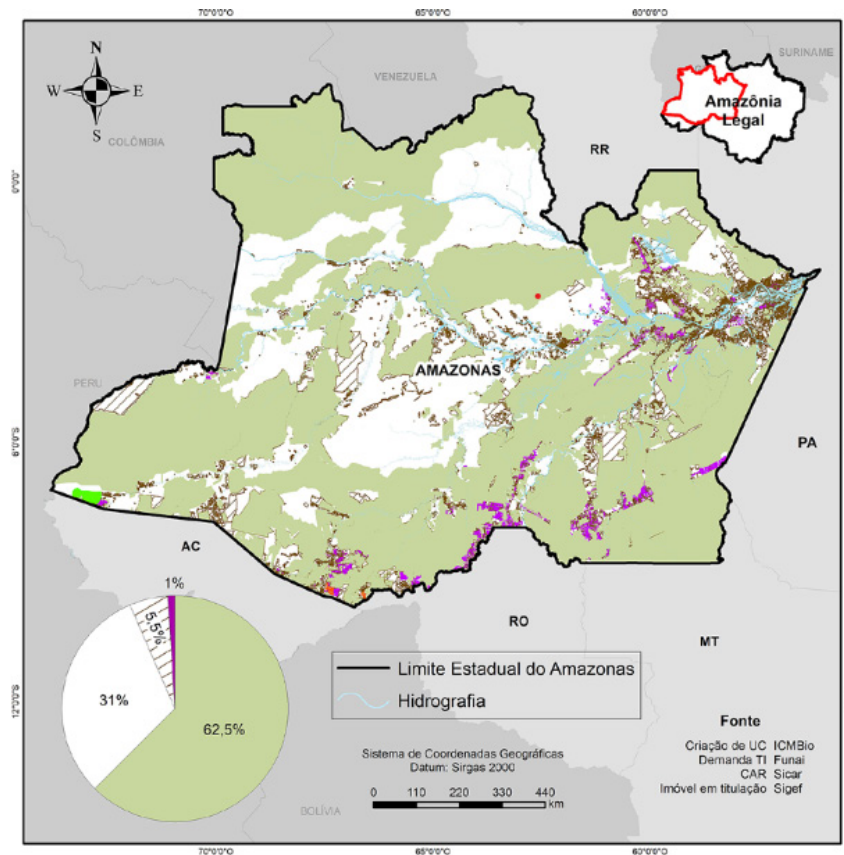 70°0'0"O 65°0'0"O 60°0'0"O
N
W E
S
VENEZUELA
SURINAME
COLÔMBIA
Amazônia
Legal
RR
0°0'0"
AMAZONAS
PERU
6°0'0"S
PA
AC
1%
5,5%
31%
62,5%
RO
MT
Limite Estadual do Amazonas
Hidrografia
12°0'0"S
Fonte
Sistema de Coordenadas Geográficas
Datum: Sirgas 2000
Criação de UC ICMBio
Demanda TI Funai
CAR Sicar
Imóvel em titulação Sigef
0 110 220 330 440
km
BOLÍVIA
70°0'0"O 65°0'0"O 60°0'0"O